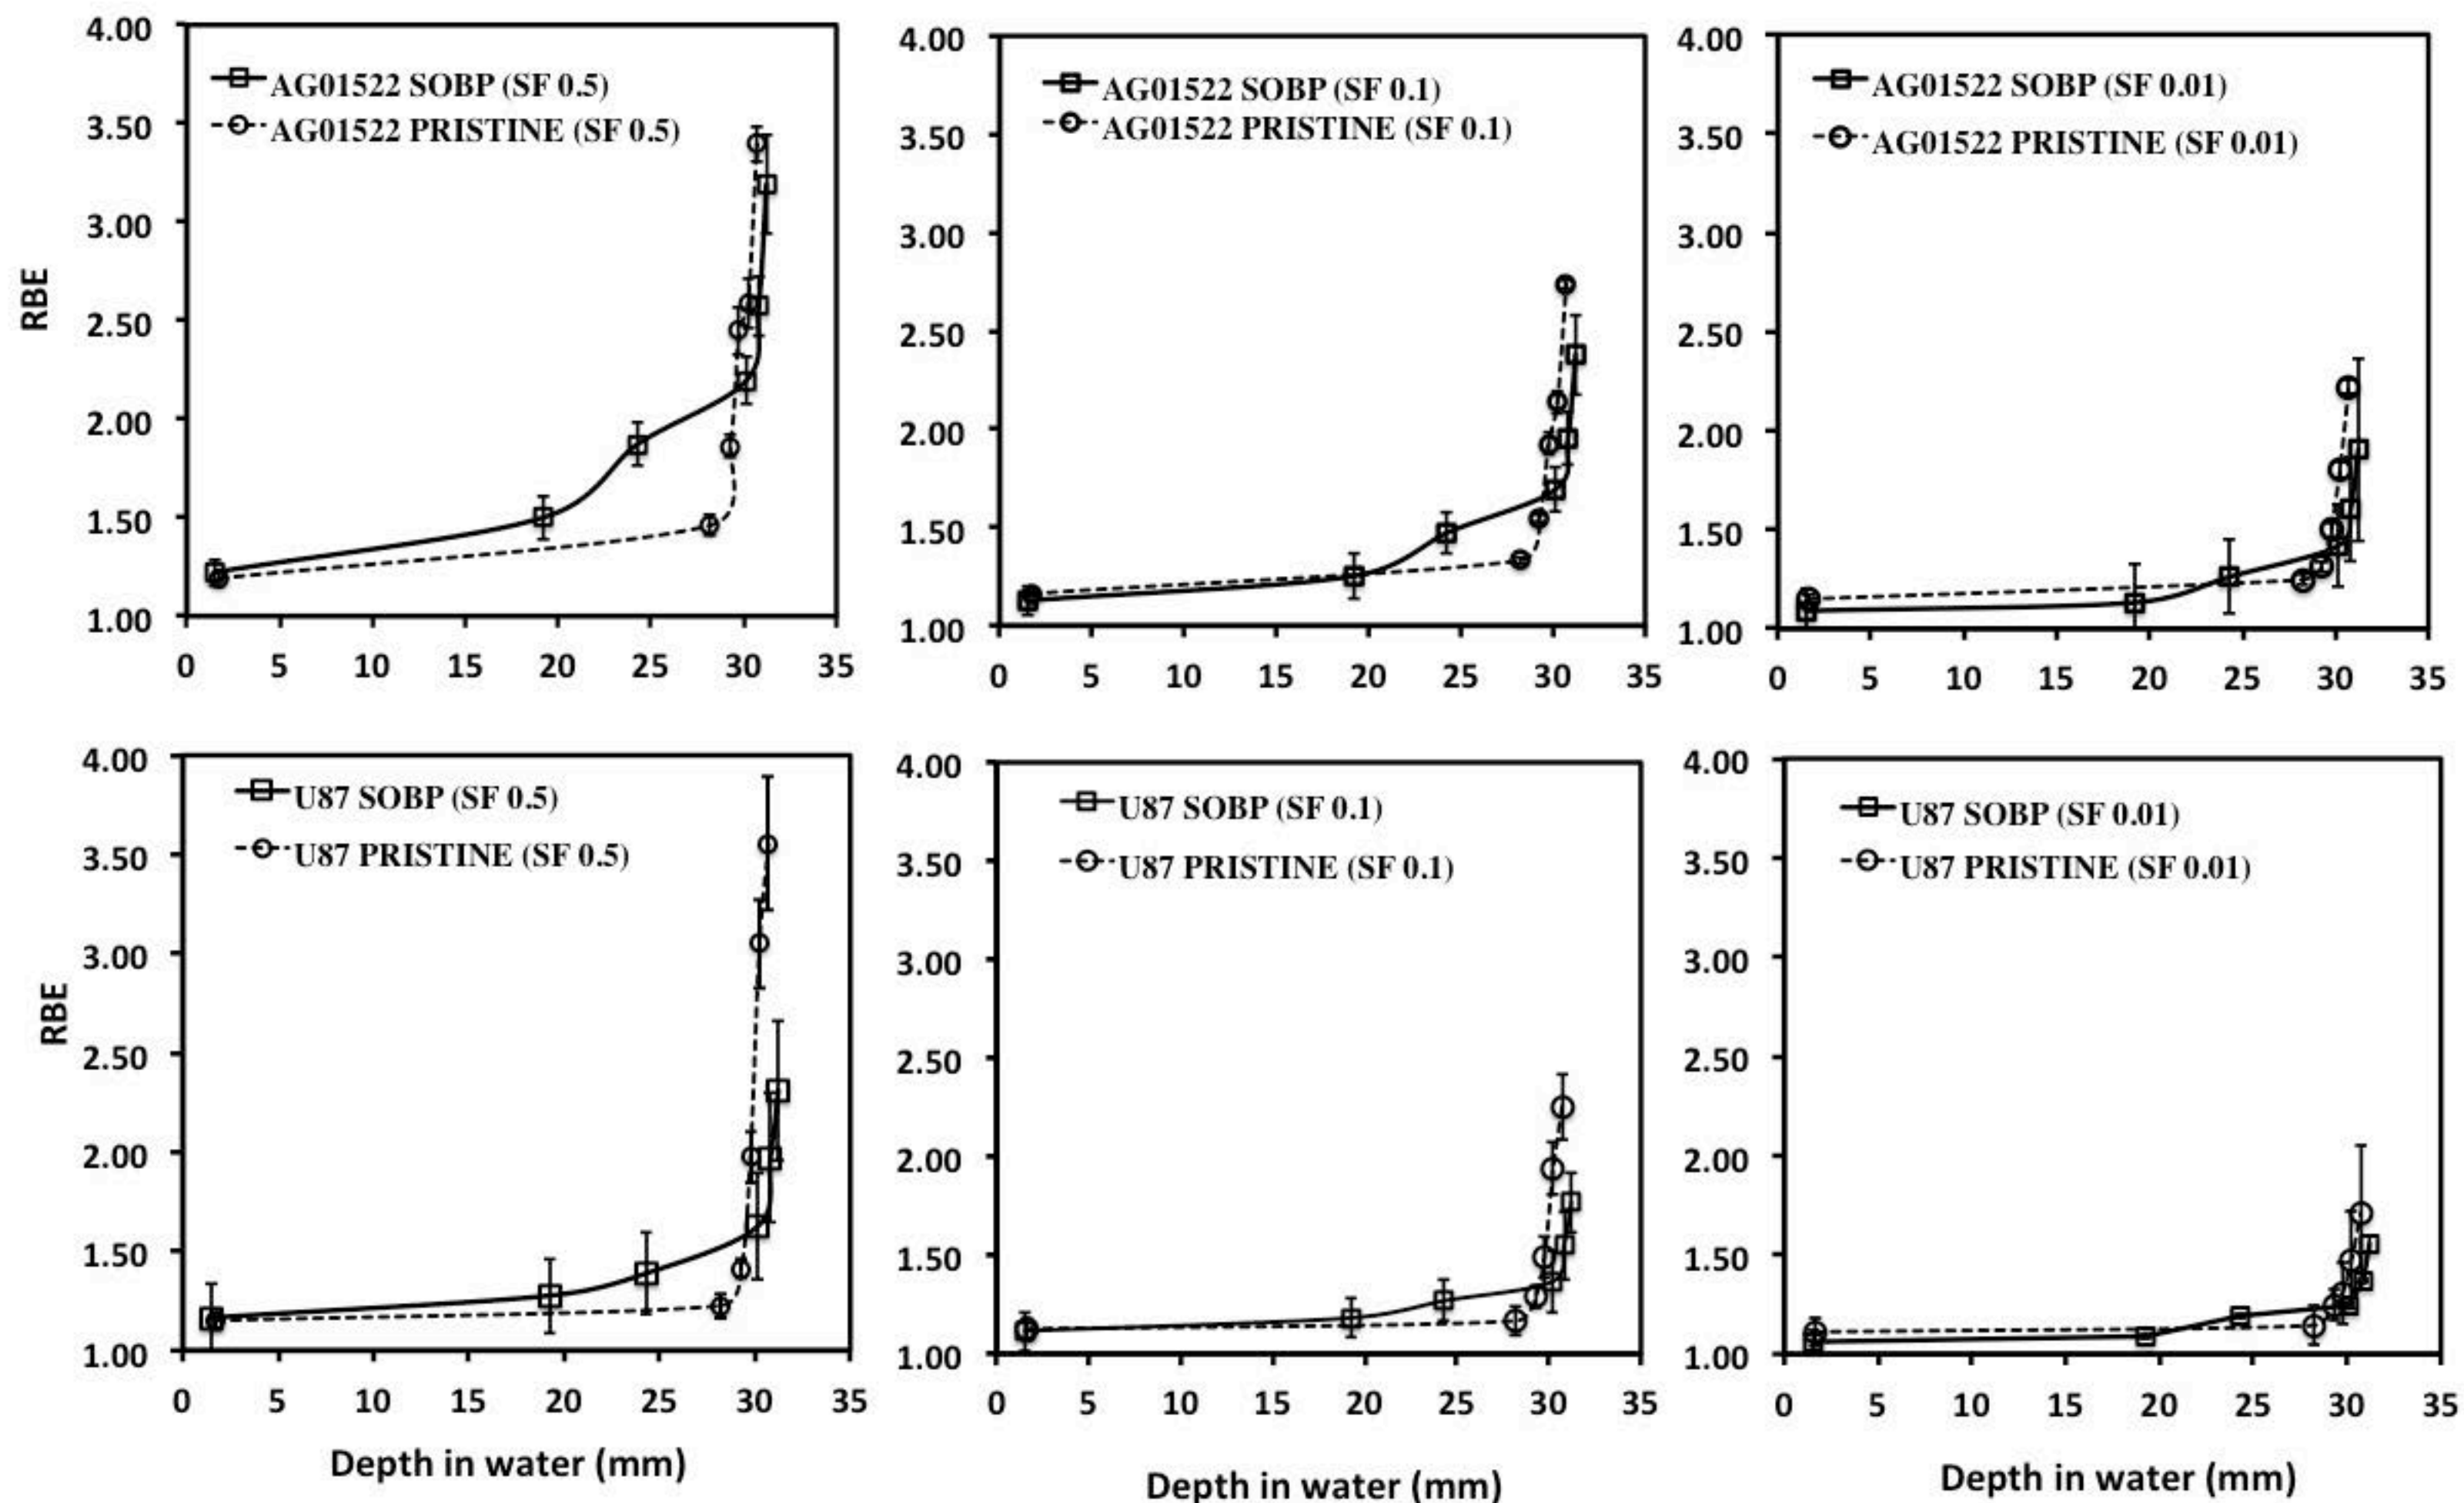 4.00
3.50
3.00
2.50
2.00
1.50
1.00
RBE
AG01522 SOBP (SF 0.5)
AG01522 PRISTINE (SF 0.5)
0 5 10 15 20 25 30 35
4.00
3.50
3.00
2.50
2.00
1.50
1.00
AG01522 SOBP (SF 0.1)
AG01522 PRISTINE (SF 0.1)
0 5 10 15 20 25 30 35
4.00
3.50
3.00
2.50
2.00
1.50
1.00
AG01522 SOBP (SF 0.01)
AG01522 PRISTINE (SF 0.01)
0 5 10 15 20 25 30 35
4.00
3.50
3.00
2.50
2.00
1.50
1.00
RBE
U87 SOBP (SF 0.5)
U87 PRISTINE (SF 0.5)
0 5 10 15 20 25 30 35
Depth in water (mm)
4.00
3.50
3.00
2.50
2.00
1.50
1.00
U87 SOBP (SF 0.1)
U87 PRISTINE (SF 0.1)
0 5 10 15 20 25 30 35
Depth in water (mm)
4.00
3.50
3.00
2.50
2.00
1.50
1.00
U87 SOBP (SF 0.01)
U87 PRISTINE (SF 0.01)
0 5 10 15 20 25 30 35
Depth in water (mm)